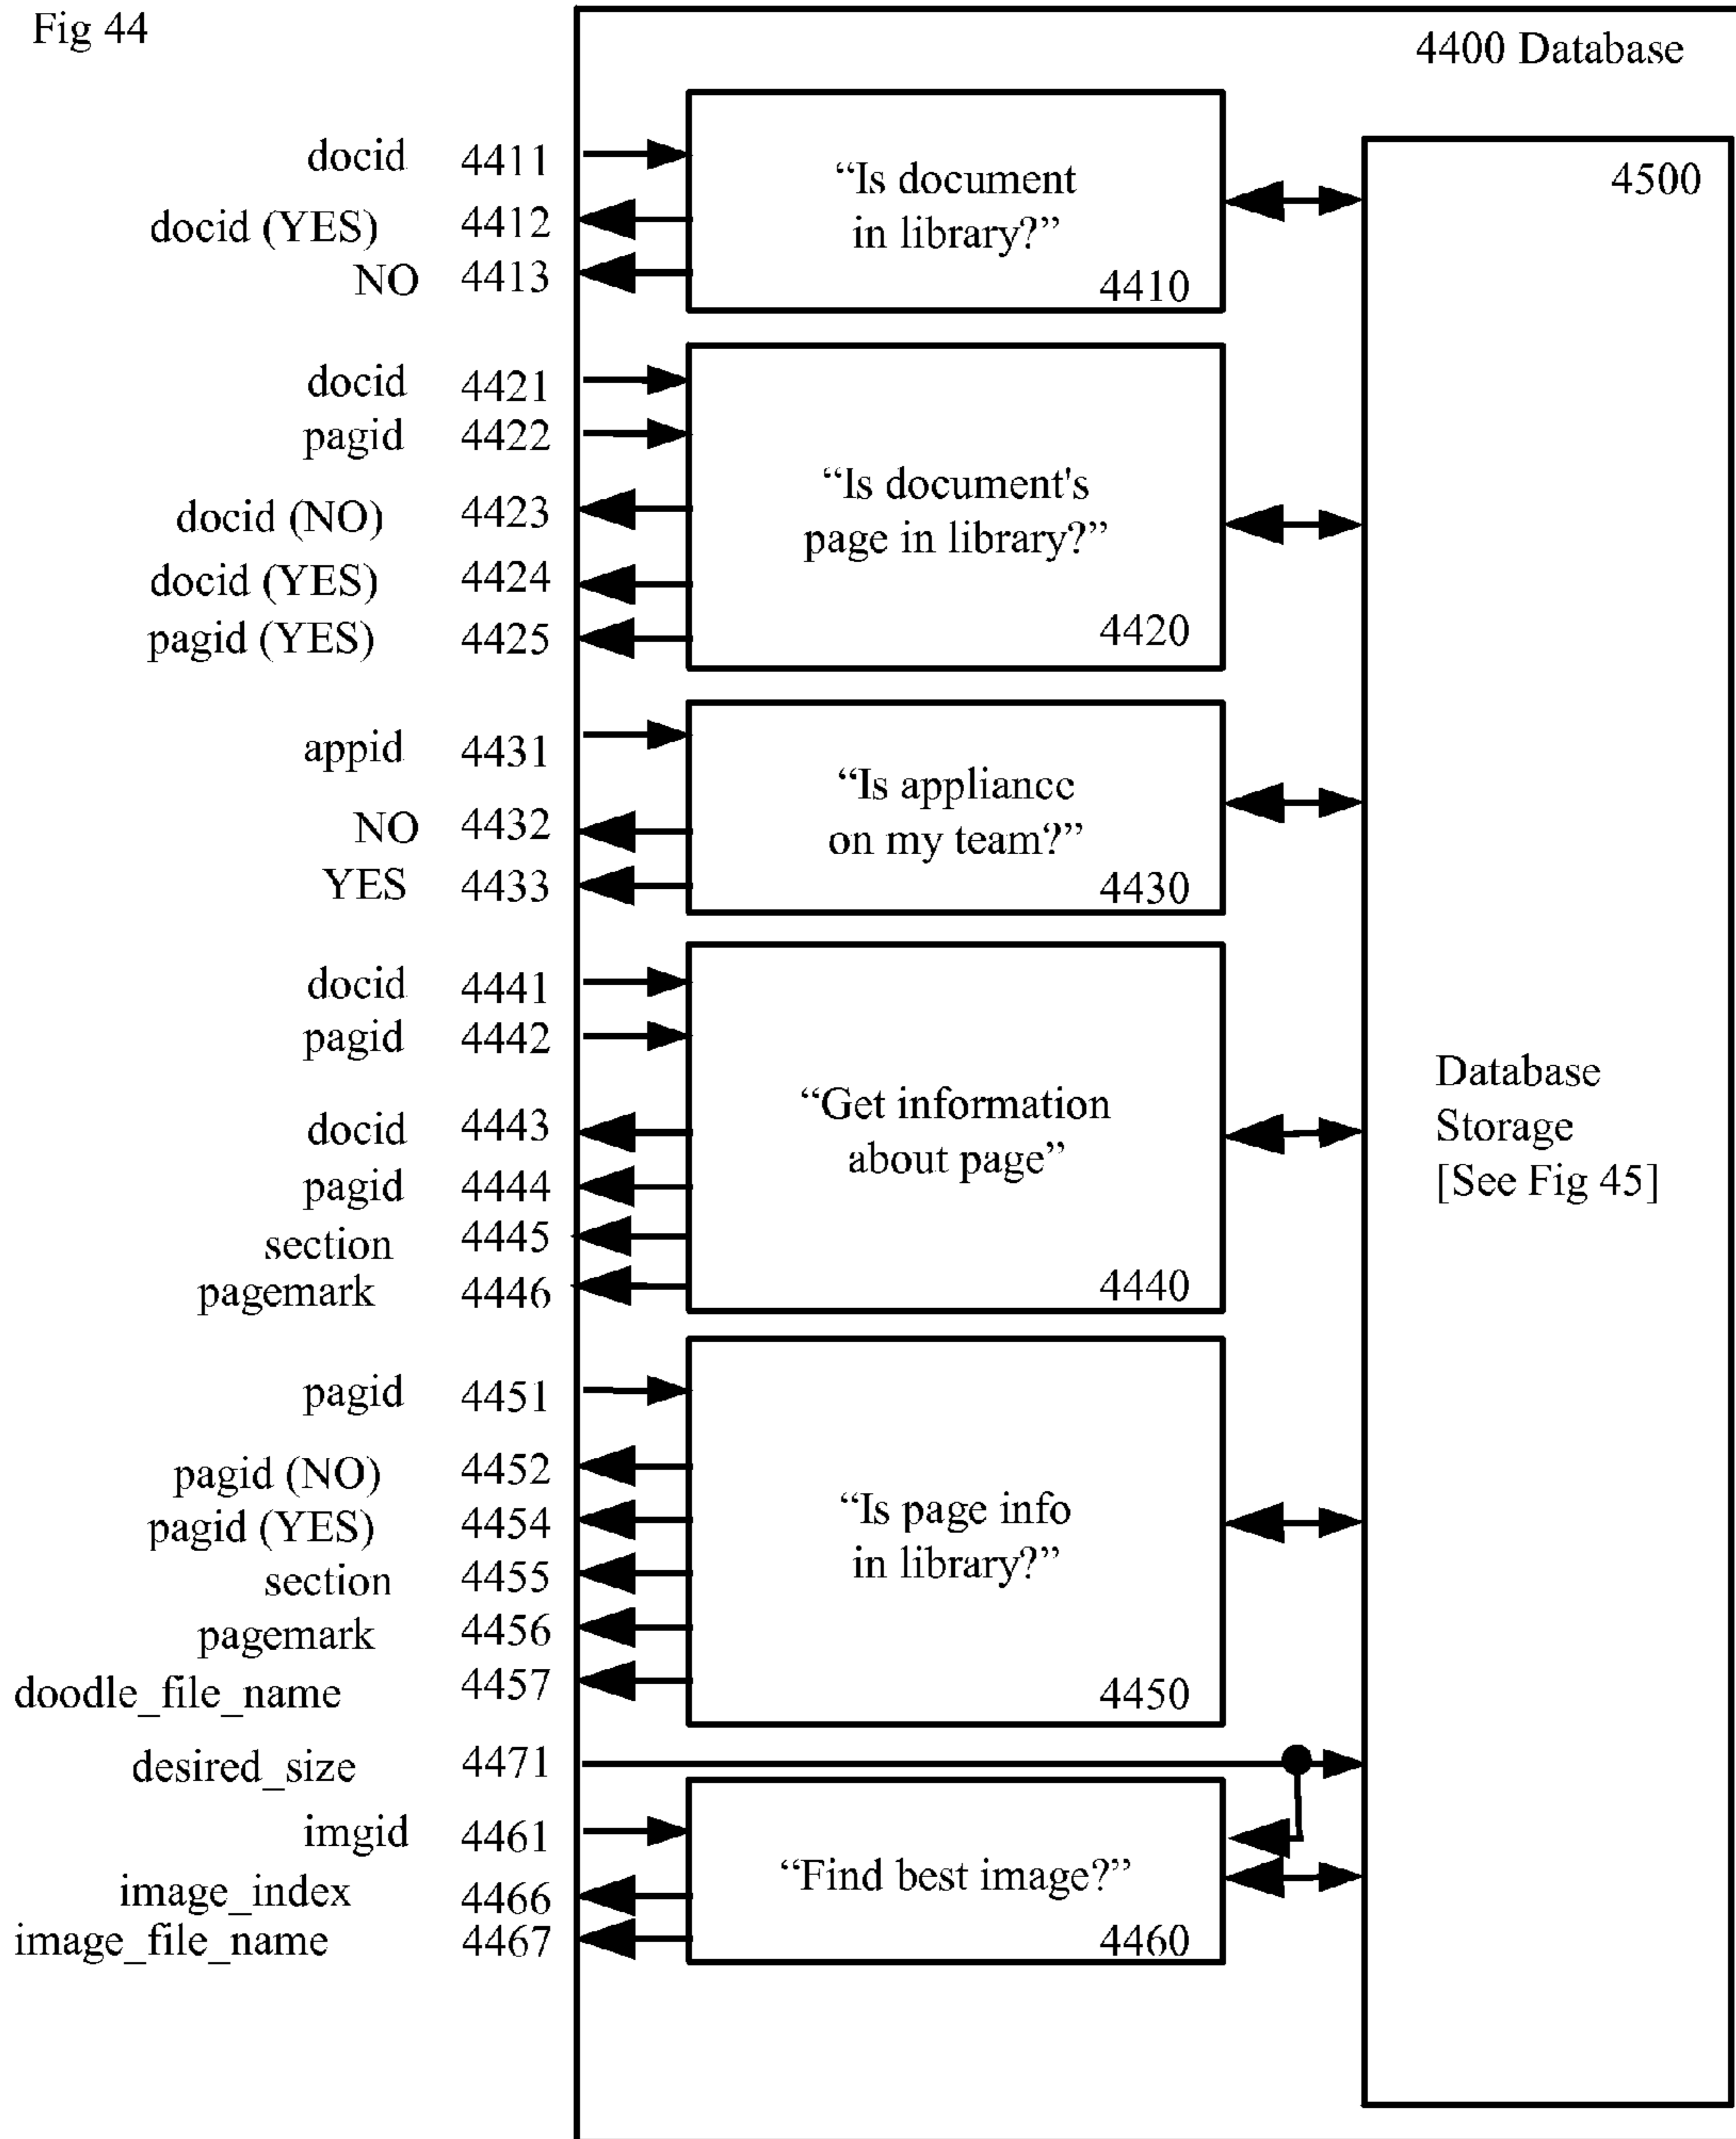 Fig 44
4400 Database
4500
docid 4411
docid (YES) 4412
NO 4413
“Is document
in library?”
4410
docid 4421
pagid 4422
docid (NO) 4423
docid (YES) 4424
pagid (YES) 4425
“Is document's
page in library?”
4420
appid 4431
NO 4432
YES 4433
“Is appliance
on my team?”
4430
docid 4441
pagid 4442
docid 4443
pagid 4444
section 4445
pagemark 4446
“Get information
about page”
4440
Database
Storage
[See Fig 45]
pagid 4451
pagid (NO) 4452
pagid (YES) 4454
section 4455
pagemark 4456
doodle_file_name 4457
“Is page info
in library?”
4450
desired_size 4471
imgid 4461
image_index 4466
image_file_name 4467
“Find best image?”
4460